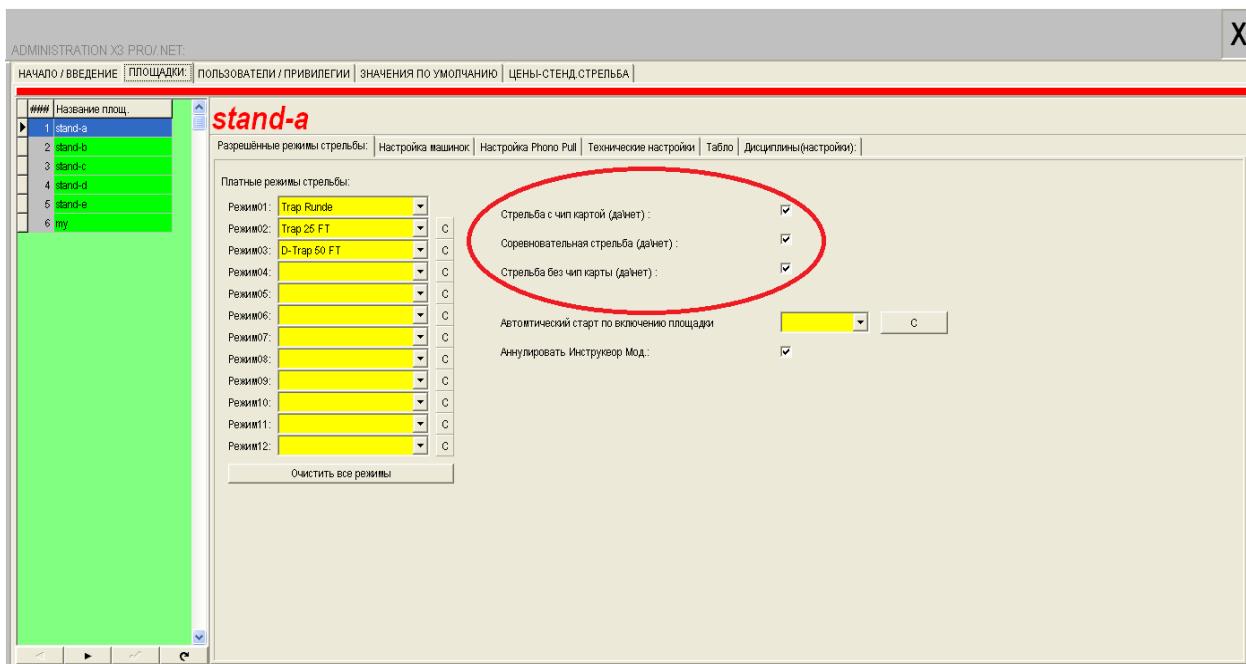 X
ADMINISTRATION X3 PRO/.NET:
НАЧАЛО / ВВЕДЕНИЕ ПЛОЩАДКИ: ПОЛЬЗОВАТЕЛИ / ПРИВИЛЕГИИ ЗНАЧЕНИЯ ПО УМОЛЧАНИЮ ЦЕНЫ-СТЕНД.СТРЕЛЬБА
### Название площ.
1 stand-a
2 stand-b
3 stand-c
4 stand-d
5 stand-e
6 my
stand-a
Разрешённые режимы стрельбы: Настройка машинок Настройка Phono Pull Технические настройки Табло Дисциплины(настройки):
Платные режимы стрельбы:
Режим01: Trap Runde
Режим02: Trap 25 FT C
Режим03: D-Trap 50 FT C
Режим04: C
Режим05: C
Режим06: C
Режим07: C
Режим08: C
Режим09: C
Режим10: C
Режим11: C
Режим12: C
Очистить все режимы
Стрельба с чип картой (да\нет) :
Соревновательная стрельба (да\нет) :
Стрельба без чип карты (да\нет) :
Автомтический старт по включению площадки C
Аннулировать Инструквор Мод.: